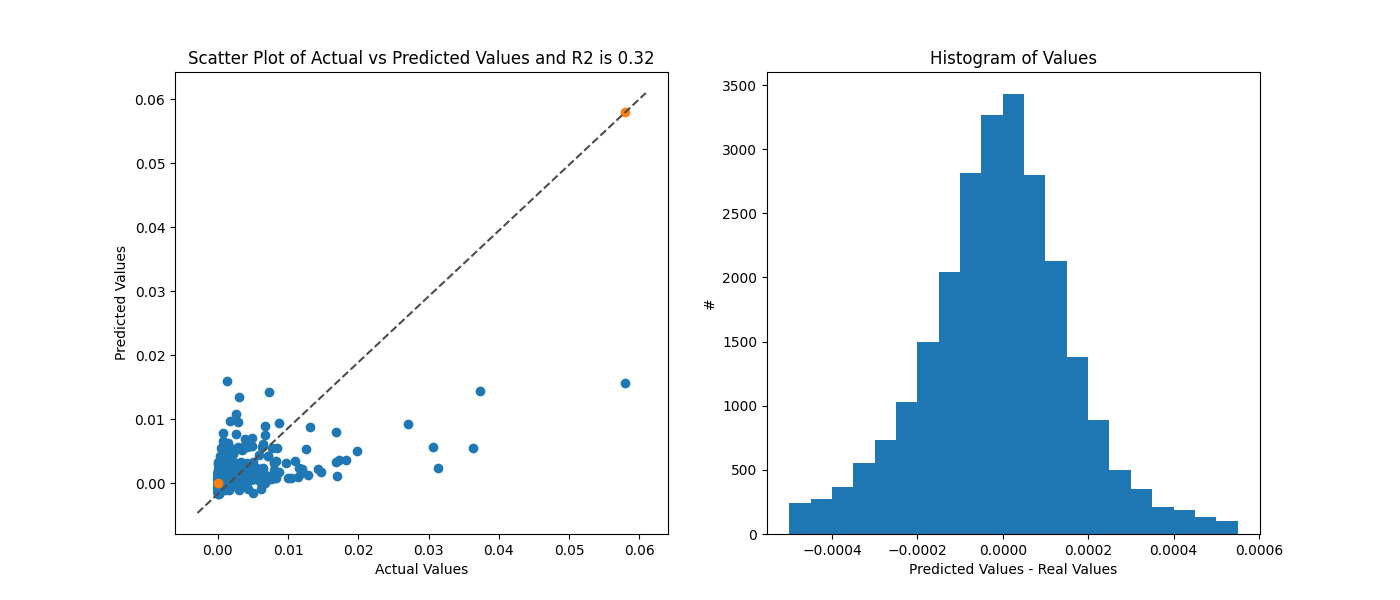 Scatter Plot of Actual vs Predicted Values and R2 is 0.32
Predicted Values
0.06
0.05
0.04
0.03
0.02
0.01
0.00
0.00 0.01 0.02 0.03 0.04 0.05 0.06
Actual Values
Histogram of Values
#
3500
3000
2500
2000
1500
1000
500
0
−0.0004 −0.0002 0.0000 0.0002 0.0004 0.0006
Predicted Values - Real Values